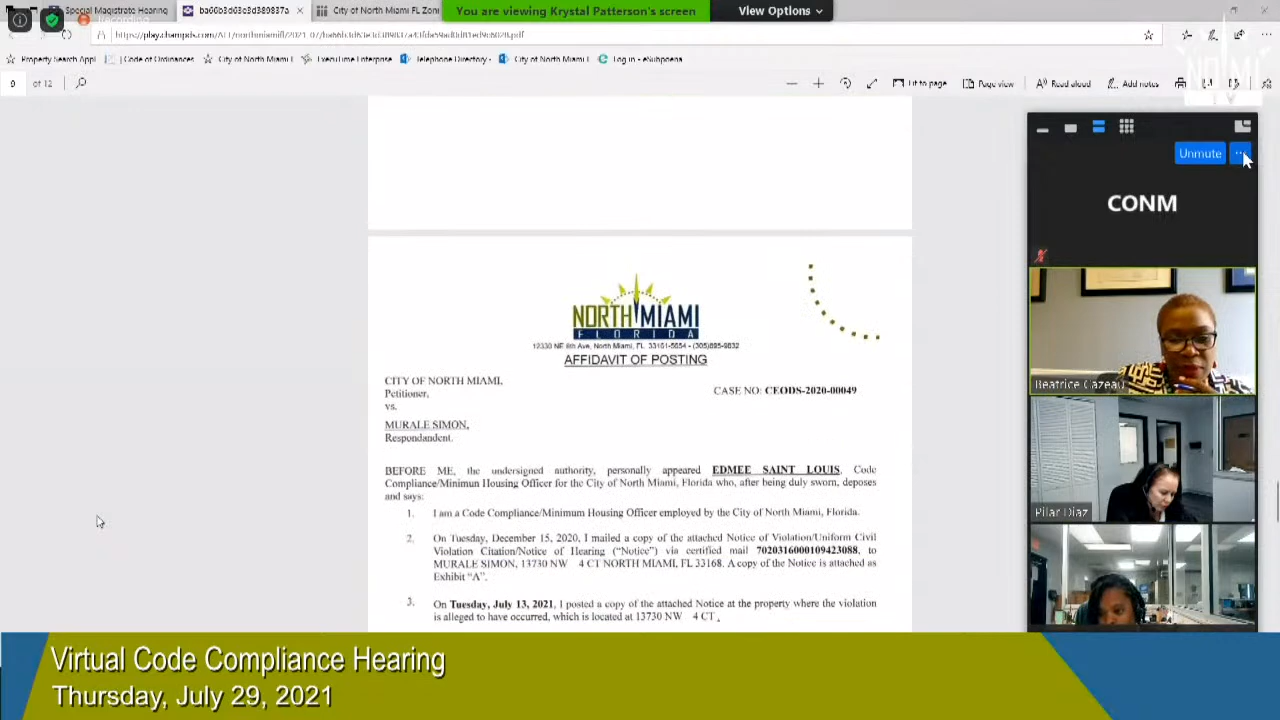 Special Magistrate Hearing
ba66b3d63c3d389837a
City of North Miami FL Zoni
You are viewing Krystal Patterson's screen
View Options
Recording
Property Search Appl
Code of Ordinances
City of North Miami
ExecuTime Enterprise
Telephone Directory -
City of North Miami
Log in - eSubpoena
9 of 12
Fit to page
Page view
Read aloud
Add notes
Unmute
CONM
NORTH MIAMI
FLORIDA
AFFIDAVIT OF POSTING
CITY OF NORTH MIAMI,
Petitioner,
CASE NO: CEODS-2020-00049
vs.
MURALE SIMON,
Respondandent.
Beatrice Cazeau
BEFORE ME, the undersigned authority, personally appeared EDMEE SAINT LOUIS, Code
Compliance/Minimun Housing Officer for the City of North Miami, Florida who, after being duly sworn, deposes
and says:
1. I am a Code Compliance/Minimum Housing Officer employed by the City of North Miami, Florida.
Pilar Diaz
2. On Tuesday, December 15, 2020, I mailed a copy of the attached Notice of Violation/Uniform Civil
Violation Citation/Notice of Hearing ("Notice") via certified mail 7020316000109423088, to
MURALE SIMON, 13730 NW 4 CT NORTH MIAMI, FL 33168. A copy of the Notice is attached as
Exhibit "A".
3. On Tuesday, July 13, 2021, I posted a copy of the attached Notice at the property where the violation
is alleged to have occurred, which is located at 13730 NW 4 CT.
Virtual Code Compliance Hearing
Thursday, July 29, 2021